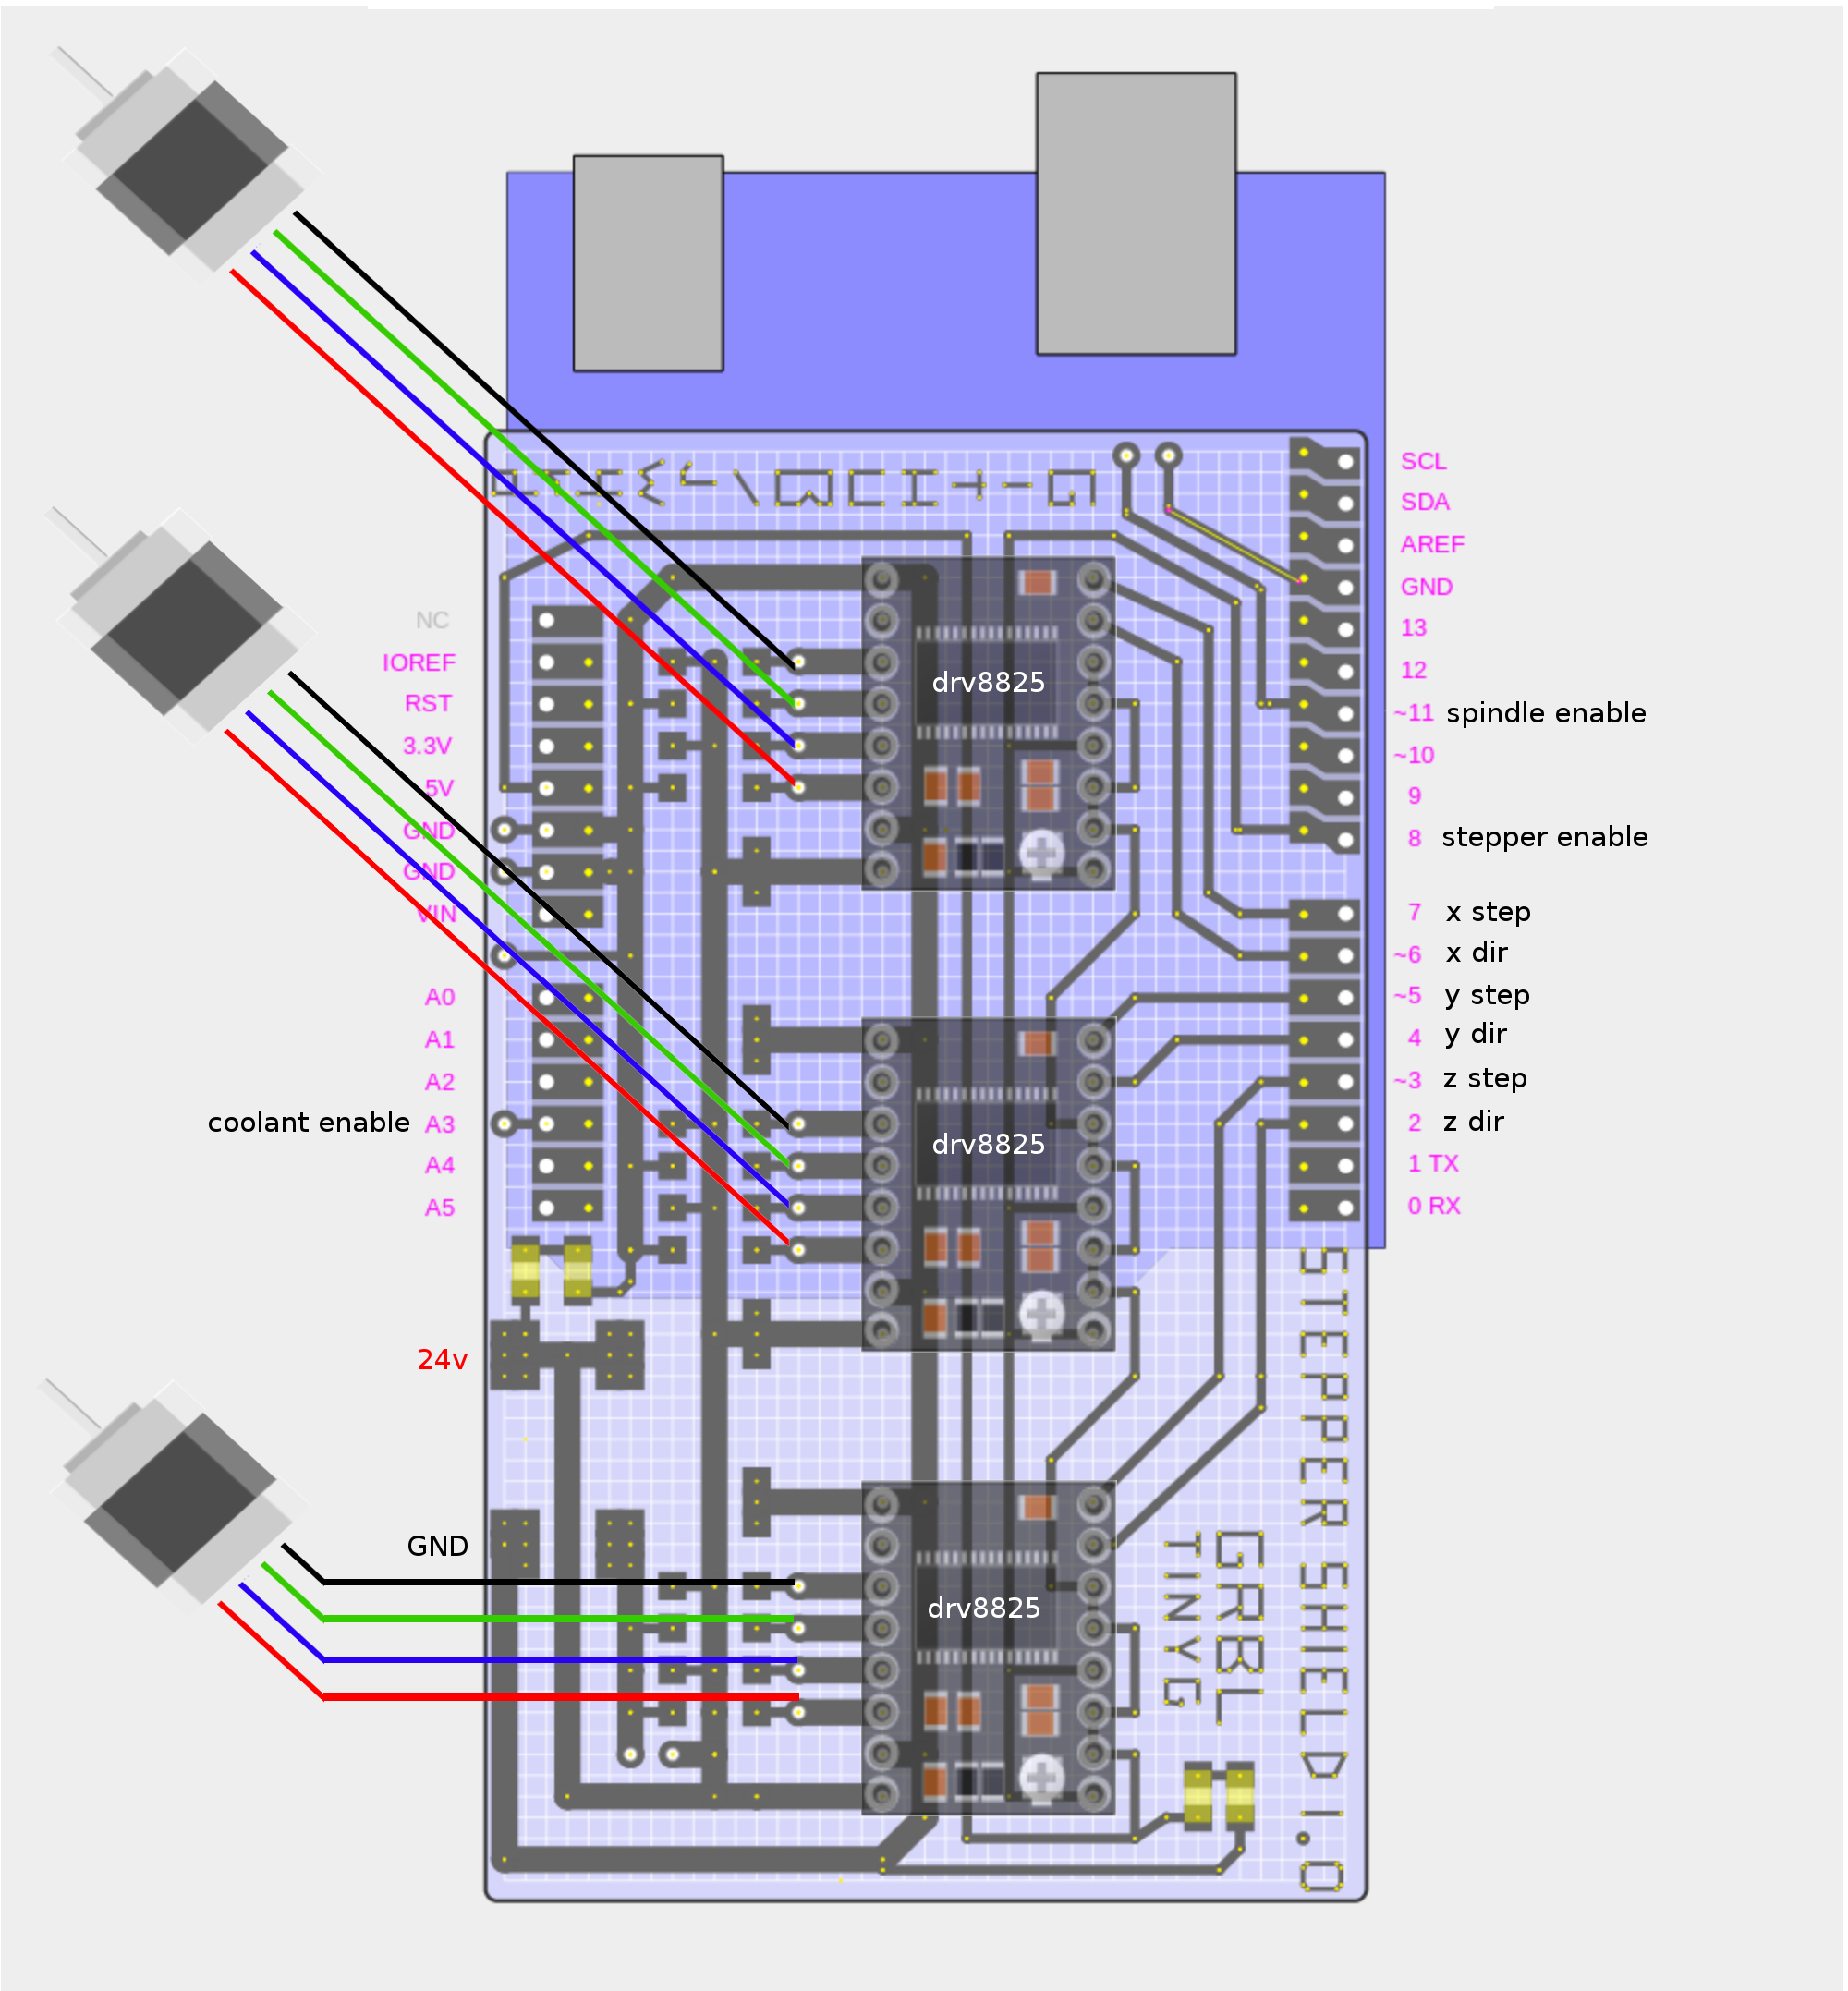 SCL
SDA
AREF
GND
13
12
~11 spindle enable
~10
9
8 stepper enable
7 x step
~6 x dir
~5 y step
4 y dir
~3 z step
2 z dir
1 TX
0 RX
NC
IOREF
RST
3.3V
5V
GND
GND
VIN
A0
A1
A2
coolant enable A3
A4
A5
24v
GND
drv8825
drv8825
drv8825
STEPPER SHIELD1.0
GRBL
TINYG